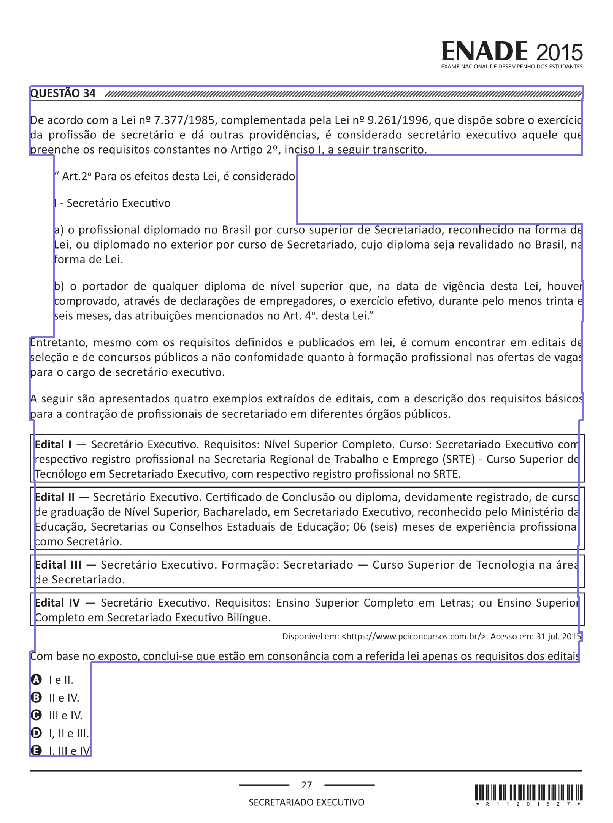 ENADE 2015
EXAME NACIONAL DE DESEMPENHO DOS ESTUDANTES
QUESTÃO 34
De acordo com a Lei nº 7.377/1985, complementada pela Lei nº 9.261/1996, que dispõe sobre o exercício
da profissão de secretário e dá outras providências, é considerado secretário executivo aquele que
preenche os requisitos constantes no Artigo 2º, inciso I, a seguir transcrito.
“ Art.2º Para os efeitos desta Lei, é considerado
I - Secretário Executivo
a) o profissional diplomado no Brasil por curso superior de Secretariado, reconhecido na forma de
Lei, ou diplomado no exterior por curso de Secretariado, cujo diploma seja revalidado no Brasil, na
forma de Lei.
b) o portador de qualquer diploma de nível superior que, na data de vigência desta Lei, houver
comprovado, através de declarações de empregadores, o exercício efetivo, durante pelo menos trinta e
seis meses, das atribuições mencionados no Art. 4º. desta Lei.”
Entretanto, mesmo com os requisitos definidos e publicados em lei, é comum encontrar em editais de
seleção e de concursos públicos a não confomidade quanto à formação profissional nas ofertas de vagas
para o cargo de secretário executivo.
A seguir são apresentados quatro exemplos extraídos de editais, com a descrição dos requisitos básicos
para a contração de profissionais de secretariado em diferentes órgãos públicos.
Edital I — Secretário Executivo. Requisitos: Nível Superior Completo. Curso: Secretariado Executivo com
respectivo registro profissional na Secretaria Regional de Trabalho e Emprego (SRTE) - Curso Superior de
Tecnólogo em Secretariado Executivo, com respectivo registro profissional no SRTE.
Edital II — Secretário Executivo. Certificado de Conclusão ou diploma, devidamente registrado, de curso
de graduação de Nível Superior, Bacharelado, em Secretariado Executivo, reconhecido pelo Ministério da
Educação, Secretarias ou Conselhos Estaduais de Educação; 06 (seis) meses de experiência profissional
como Secretário.
Edital III — Secretário Executivo. Formação: Secretariado — Curso Superior de Tecnologia na área
de Secretariado.
Edital IV — Secretário Executivo. Requisitos: Ensino Superior Completo em Letras; ou Ensino Superior
Completo em Secretariado Executivo Bilíngue.
Disponível em: <https://www.pciconcursos.com.br/>. Acesso em: 31 jul. 2015
Com base no exposto, conclui-se que estão em consonância com a referida lei apenas os requisitos dos editais
A I e II.
B II e IV.
C III e IV.
D I, II e III.
E I, III e IV
27
SECRETARIADO EXECUTIVO
*R11201527*